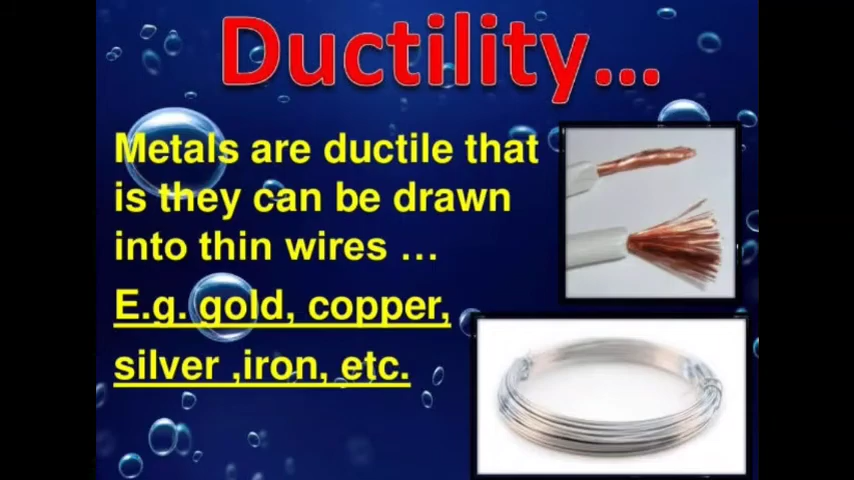 Ductility...
Metals are ductile that
is they can be drawn
into thin wires ...
E.g. gold, copper,
silver ,iron, etc.